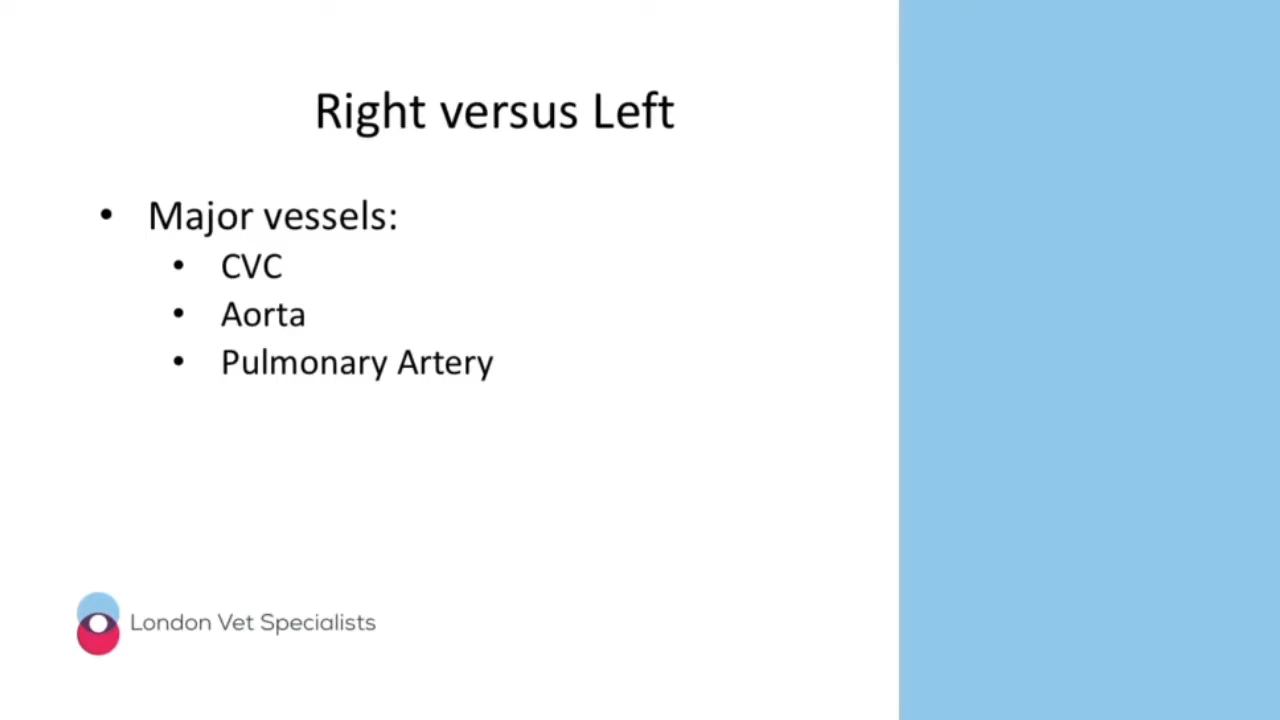 Right versus Left
• Major vessels:
• CVC
• Aorta
• Pulmonary Artery
London Vet Specialists